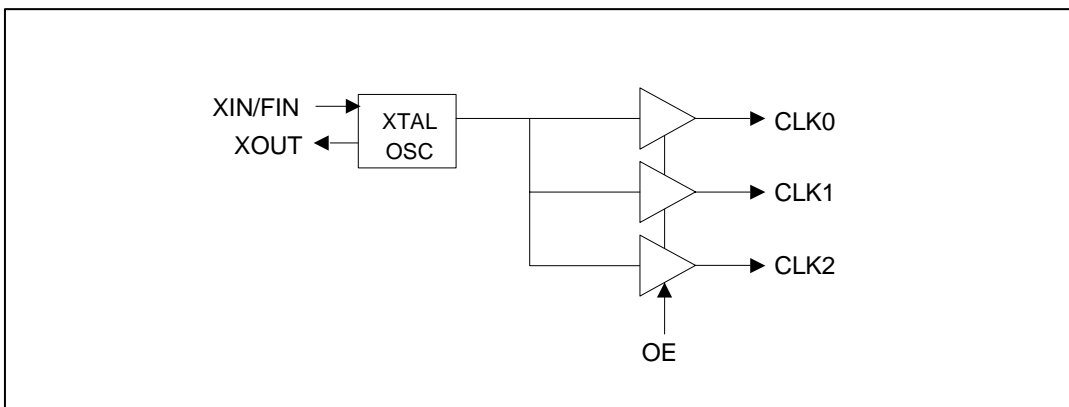 XIN/FIN
XOUT
XTAL
OSC
CLK0
CLK1
CLK2
OE